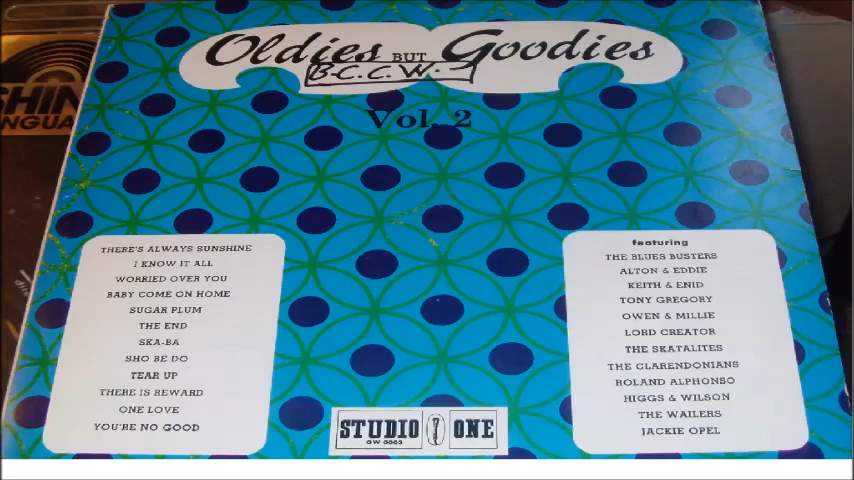 Oldies BUT Goodies
B.C.C.W.
Vol. 2
THERE'S ALWAYS SUNSHINE
I KNOW IT ALL
WORRIED OVER YOU
BABY COME ON HOME
SUGAR PLUM
THE END
SKA-BA
SHO BE DO
TEAR UP
THERE IS REWARD
ONE LOVE
YOU'RE NO GOOD
featuring
THE BLUES BUSTERS
ALTON & EDDIE
KEITH & ENID
TONY GREGORY
OWEN & MILLIE
LORD CREATOR
THE SKATALITES
THE CLARENDONIANS
ROLAND ALPHONSO
HIGGS & WILSON
THE WAILERS
JACKIE OPEL
STUDIO ONE
GW 0003